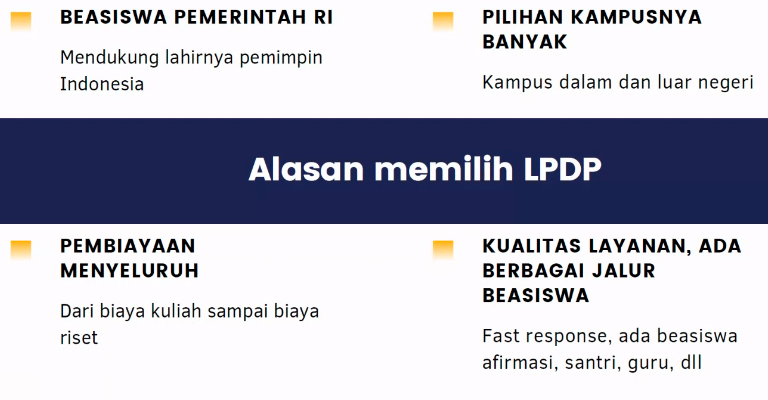 BEASISWA PEMERINTAH RI
Mendukung lahirnya pemimpin
Indonesia
PILIHAN KAMPUSNYA
BANYAK
Kampus dalam dan luar negeri
Alasan memilih LPDP
PEMBIAYAAN
MENYELURUH
Dari biaya kuliah sampai biaya
riset
KUALITAS LAYANAN, ADA
BERBAGAI JALUR
BEASISWA
Fast response, ada beasiswa
afirmasi, santri, guru, dll